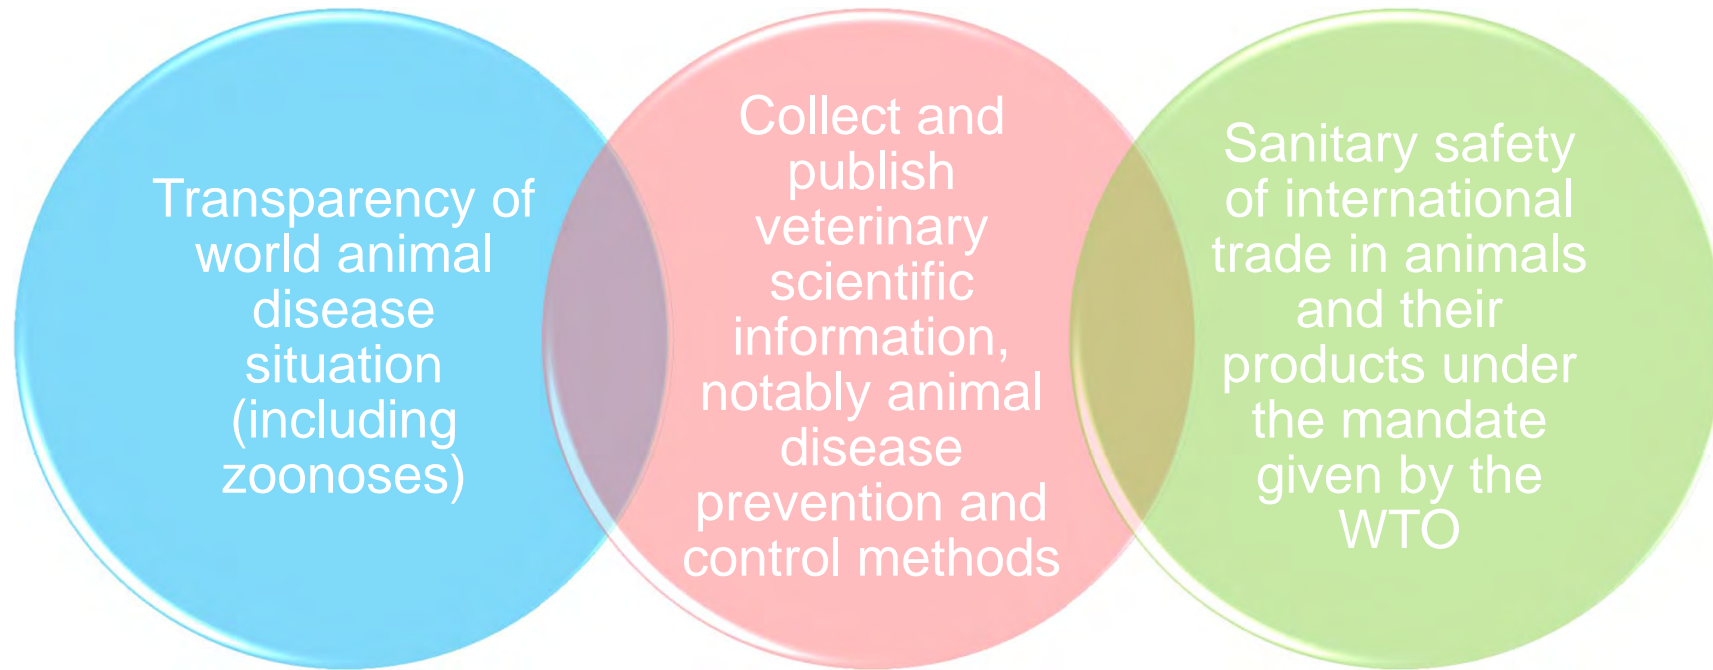 Transparency of
world animal
disease
situation
(including
zoonoses)
Collect and
publish
veterinary
scientific
information,
notably animal
disease
prevention and
control methods
Sanitary safety
of international
trade in animals
and their
products under
the mandate
given by the
WTO